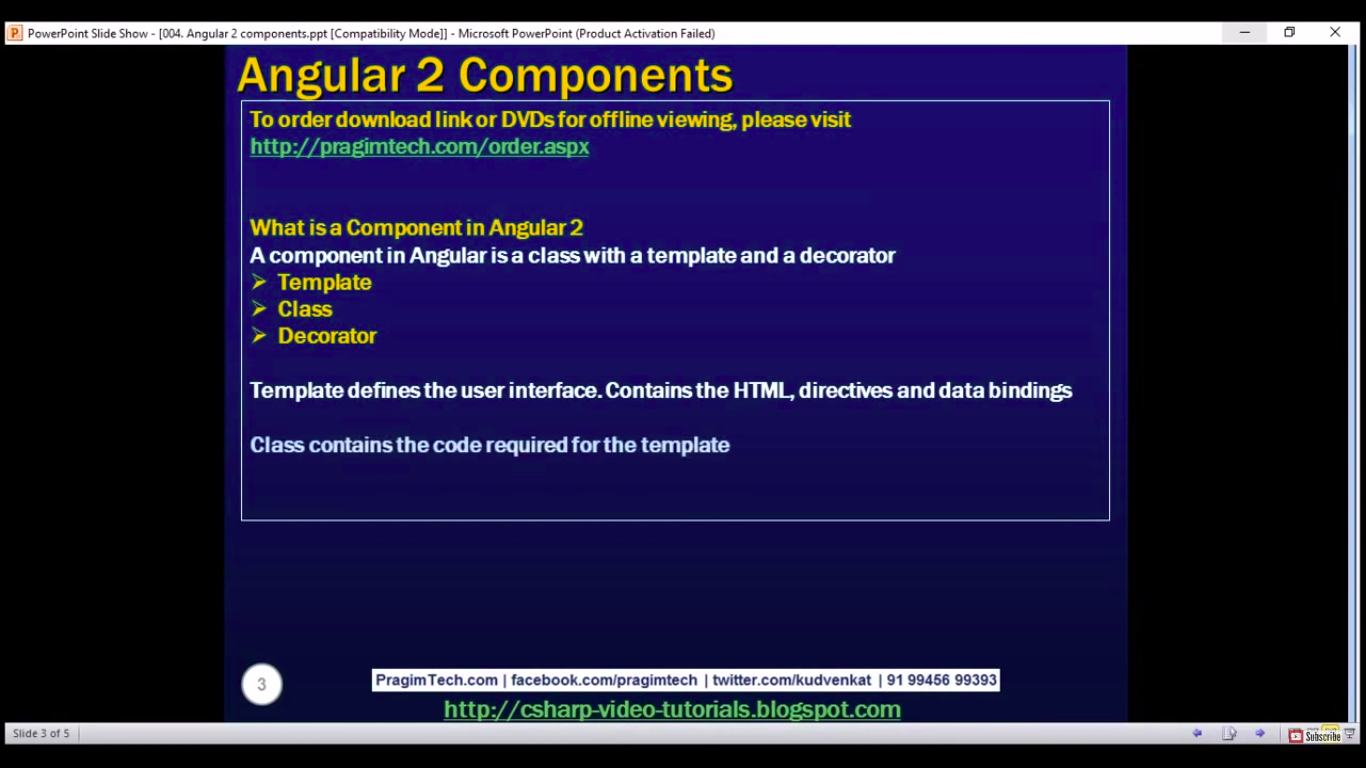 PowerPoint Slide Show - [004. Angular 2 components.ppt [Compatibility Mode]] - Microsoft PowerPoint (Product Activation Failed)
Angular 2 Components
To order download link or DVDs for offline viewing, please visit
http://pragimtech.com/order.aspx
What is a Component in Angular 2
A component in Angular is a class with a template and a decorator
Template
Class
Decorator
Template defines the user interface. Contains the HTML, directives and data bindings
Class contains the code required for the template
3
PragimTech.com | facebook.com/pragimtech | twitter.com/kudvenkat | 91 99456 99393
http://csharp-video-tutorials.blogspot.com
Slide 3 of 5
Subscribe